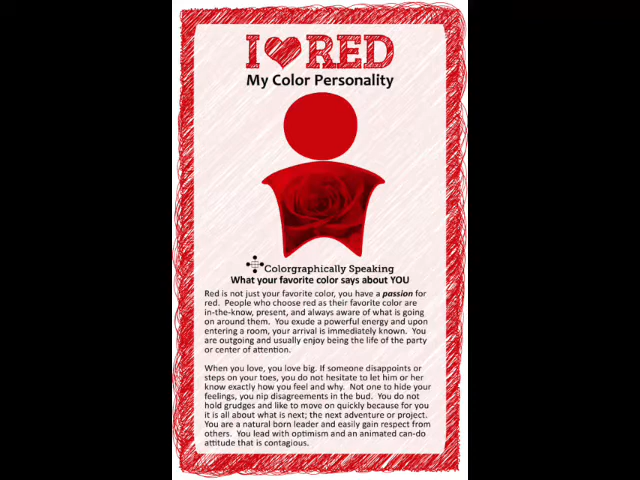 I ♥ RED
My Color Personality
Colorgraphically Speaking
What your favorite color says about YOU
Red is not just your favorite color, you have a passion for
red. People who choose red as their favorite color are
in-the-know, present, and always aware of what is going
on around them. You exude a powerful energy and upon
entering a room, your arrival is immediately known. You
are outgoing and usually enjoy being the life of the party
or center of attention.
When you love, you love big. If someone disappoints or
steps on your toes, you do not hesitate to let him or her
know exactly how you feel and why. Not one to hide your
feelings, you nip disagreements in the bud. You do not
hold grudges and like to move on quickly because for you
it is all about what is next; the next adventure or project.
You are a natural born leader and easily gain respect from
others. You lead with optimism and an animated can-do
attitude that is contagious.